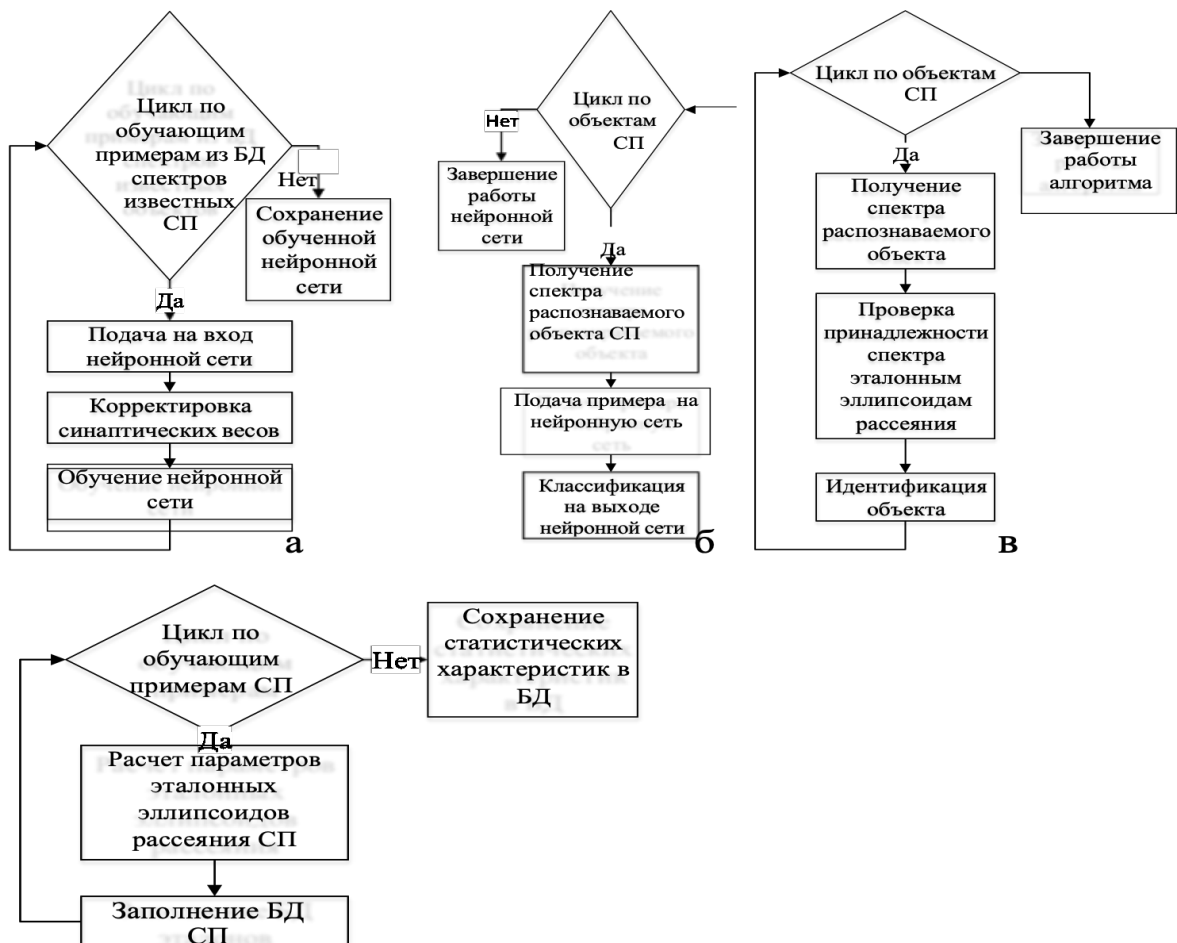 Цикл по
обучающим
примерам из БД
спектров
известных
СП
Нет
Сохранение
обученной
нейронной
сети
Да
Подача на вход
нейронной сети
Корректировка
синаптических весов
Обучение нейронной
сети
а
Цикл по
объектам
СП
Нет
Завершение
работы
нейронной
сети
Да
Получение
спектра
распознаваемого
объекта СП
Подача примера на
нейронную сеть
Классификация
на выходе
нейронной сети
б
Цикл по объектам
СП
Завершение
работы
алгоритма
Да
Получение
спектра
распознаваемого
объекта
Проверка
принадлежности
спектра
эталонным
эллипсоидам
рассеяния
Идентификация
объекта
в
Цикл по
обучающим
примерам СП
Нет
Сохранение
статистических
характеристик в
БД
Да
Расчет параметров
эталонных
эллипсоидов
рассеяния СП
Заполнение БД
СП